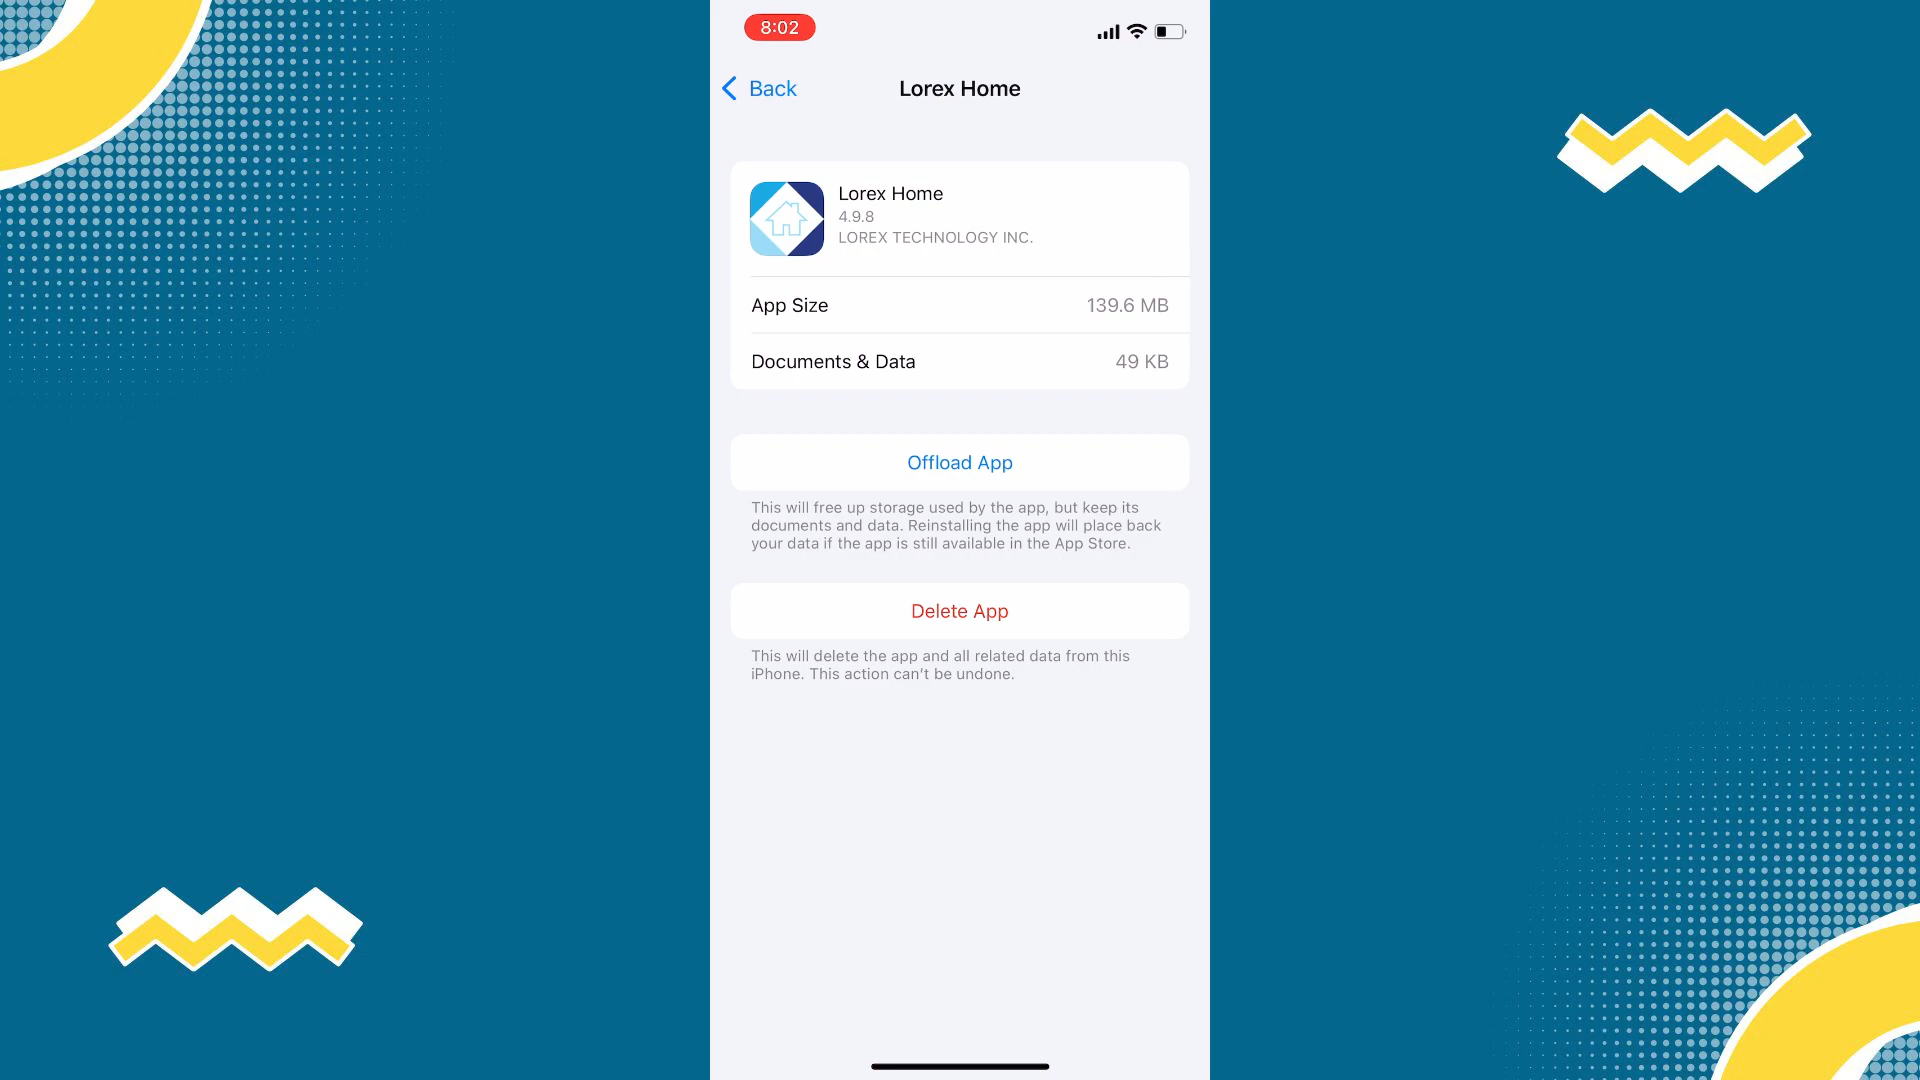 8:02
Back
Lorex Home
Lorex Home
4.9.8
LOREX TECHNOLOGY INC.
App Size 139.6 MB
Documents & Data 49 KB
Offload App
This will free up storage used by the app, but keep its
documents and data. Reinstalling the app will place back
your data if the app is still available in the App Store.
Delete App
This will delete the app and all related data from this
iPhone. This action can’t be undone.